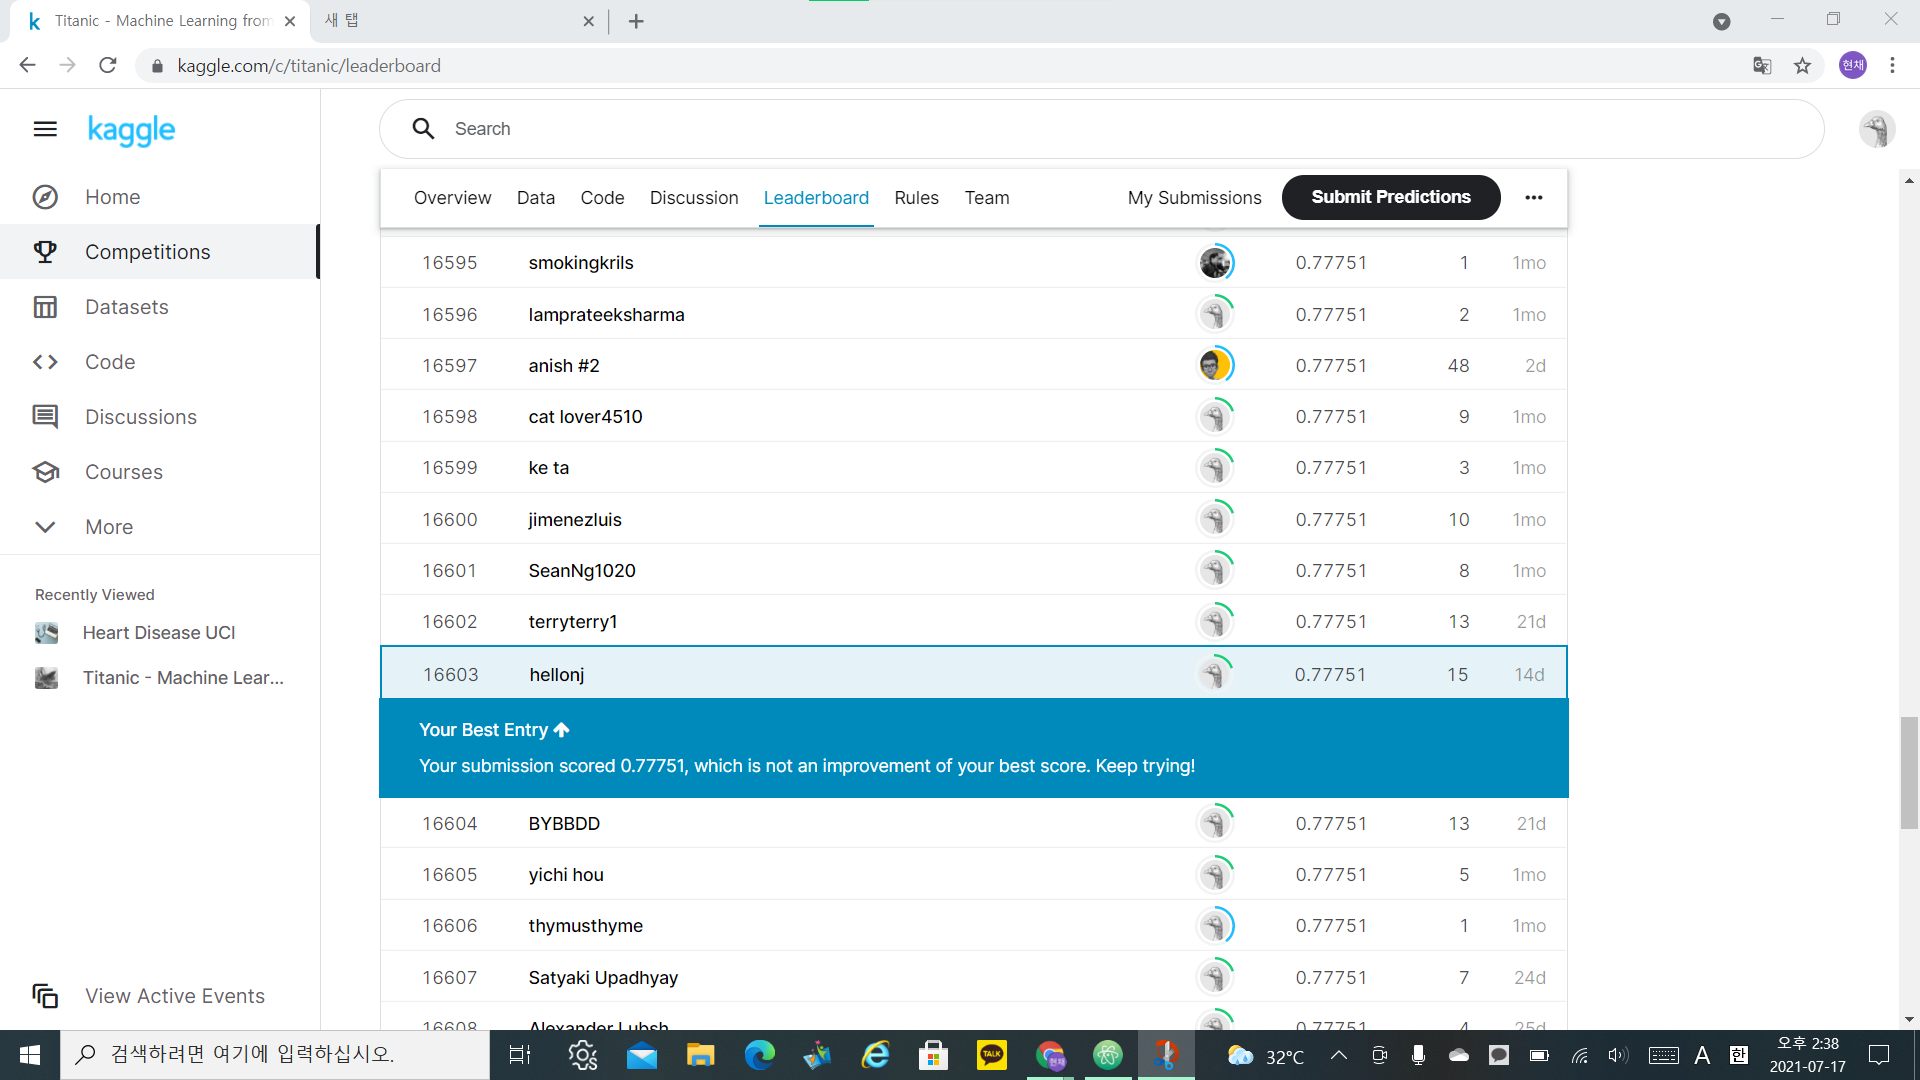 Titanic - Machine Learning from
새 탭
kaggle.com/c/titanic/leaderboard
현채
kaggle
Search
Home
Competitions
Datasets
Code
Discussions
Courses
More
Recently Viewed
Heart Disease UCI
Titanic - Machine Lear...
View Active Events
Overview Data Code Discussion Leaderboard Rules Team My Submissions Submit Predictions
16595 smokingkrils 0.77751 1 1mo
16596 Iamprateeksharma 0.77751 2 1mo
16597 anish #2 0.77751 48 2d
16598 cat lover4510 0.77751 9 1mo
16599 ke ta 0.77751 3 1mo
16600 jimenezluis 0.77751 10 1mo
16601 SeanNg1020 0.77751 8 1mo
16602 terryterry1 0.77751 13 21d
16603 hellonj 0.77751 15 14d
Your Best Entry
Your submission scored 0.77751, which is not an improvement of your best score. Keep trying!
16604 BYBBDD 0.77751 13 21d
16605 yichi hou 0.77751 5 1mo
16606 thymusthyme 0.77751 1 1mo
16607 Satyaki Upadhyay 0.77751 7 24d
16608 Alexander Lubsh 0.77751 4 25d
검색하려면 여기에 입력하십시오.
TALK
현채
32°C
A
한
오후 2:38
2021-07-17